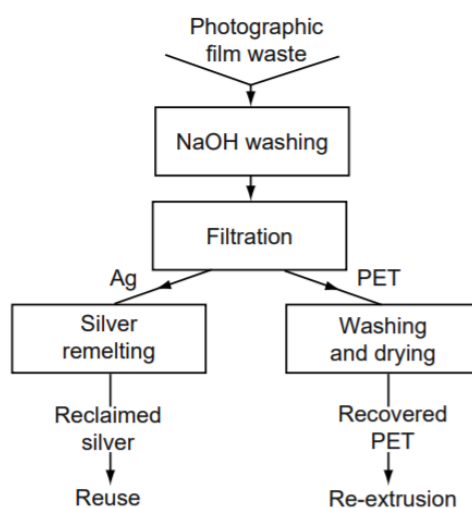 Photographic
film waste
NaOH washing
Filtration
Ag
PET
Silver
remelting
Washing
and drying
Reclaimed
silver
Recovered
PET
Reuse
Re-extrusion